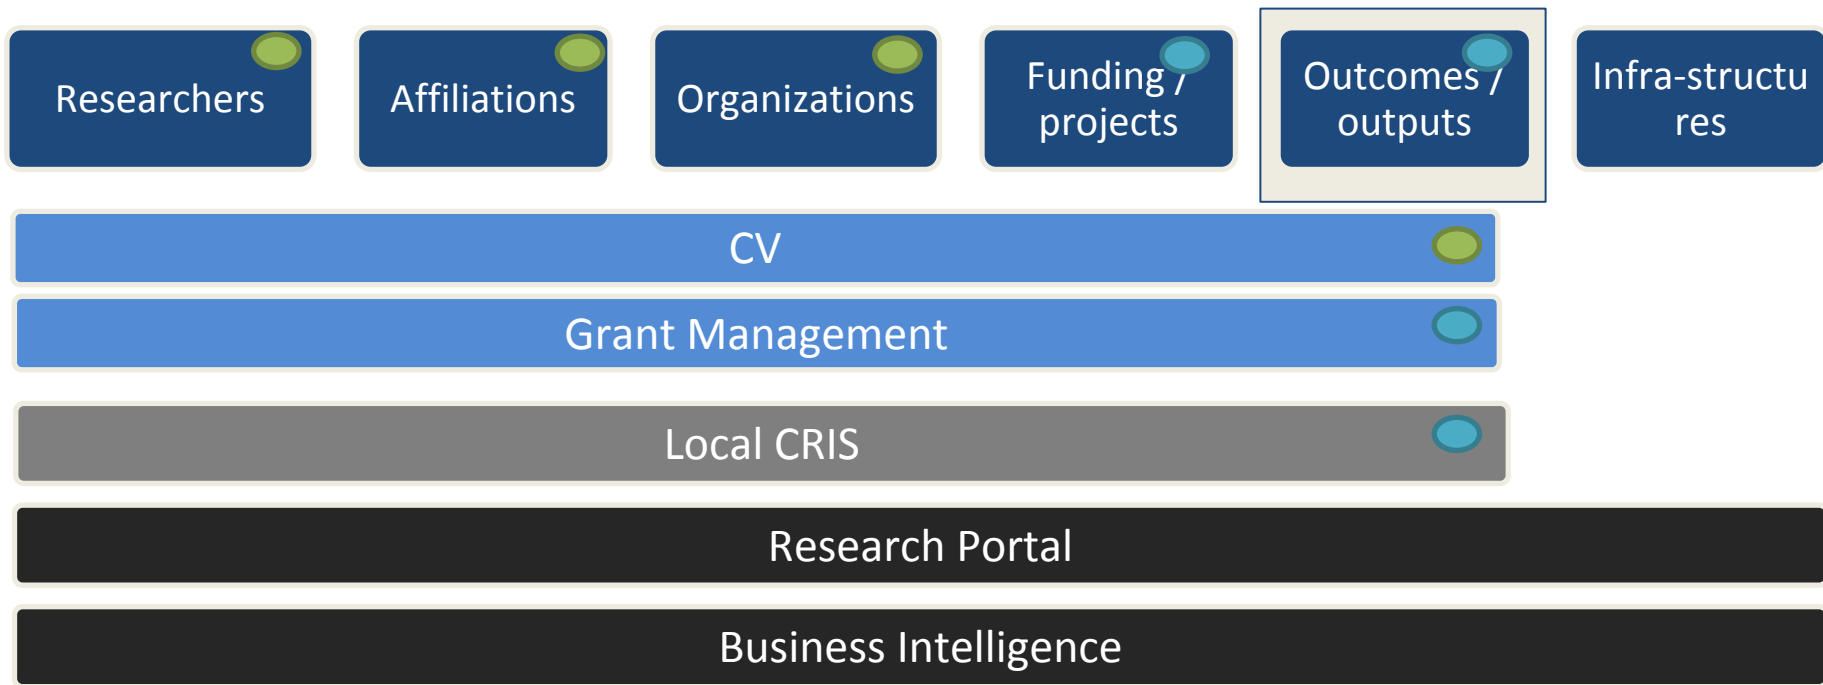 Researchers
Affiliations
Organizations
Funding /
projects
Outcomes /
outputs
Infra-structu
res
CV
Grant Management
Local CRIS
Research Portal
Business Intelligence